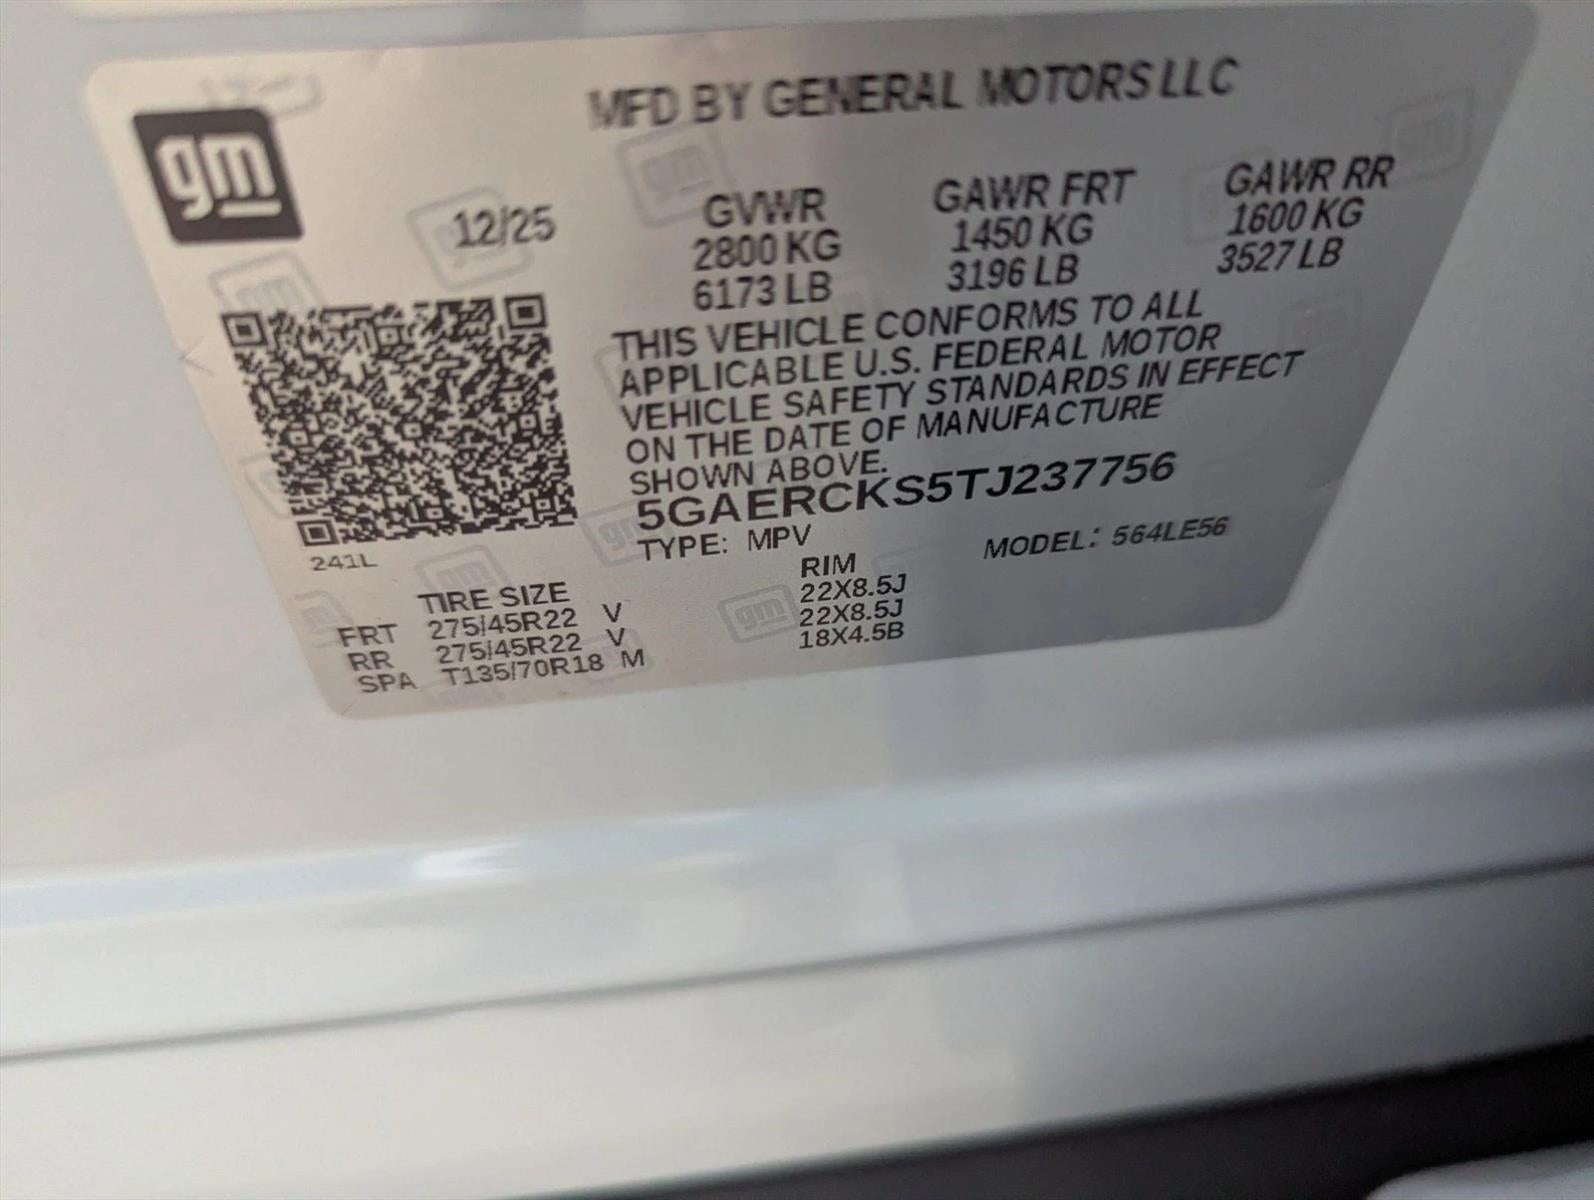 MFD BY GENERAL MOTORS LLC
gm
12/25
GVWR GAWR FRT GAWR RR
2800 KG 1450 KG 1600 KG
6173 LB 3196 LB 3527 LB
THIS VEHICLE CONFORMS TO ALL
APPLICABLE U.S. FEDERAL MOTOR
VEHICLE SAFETY STANDARDS IN EFFECT
ON THE DATE OF MANUFACTURE
SHOWN ABOVE.
5GAERCKS5TJ237756
TYPE: MPV MODEL: 564LE56
241L
TIRE SIZE RIM
FRT 275/45R22 V 22X8.5J
RR 275/45R22 V 22X8.5J
SPA T135/70R18 M 18X4.5B